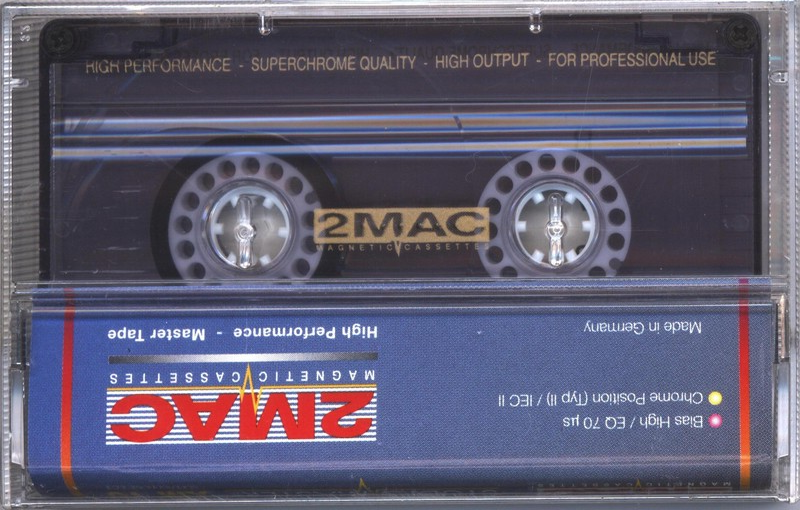 HIGH PERFORMANCE - SUPERCHROME QUALITY - HIGH OUTPUT - FOR PROFESSIONAL USE
2MAC
MAGNETIC CASSETTES
2MAC
MAGNETIC CASSETTES
High Performance - Master Tape
Bias High / EQ 70 µs
Chrome Position (Typ II) / IEC II
Made in Germany